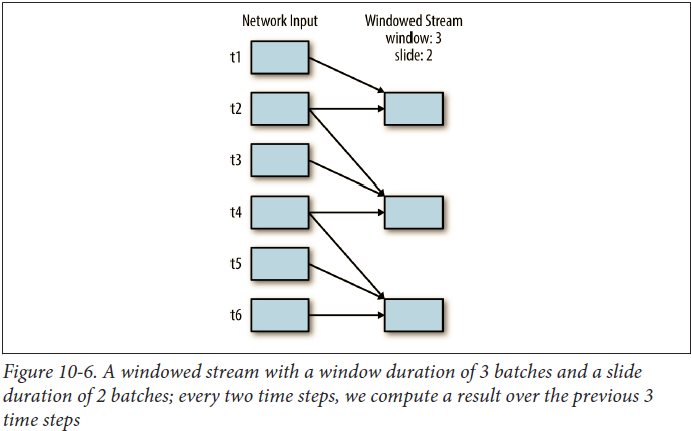 Network Input
Windowed Stream
window: 3
slide: 2
t1
t2
t3
t4
t5
t6
Figure 10-6. A windowed stream with a window duration of 3 batches and a slide
duration of 2 batches; every two time steps, we compute a result over the previous 3
time steps